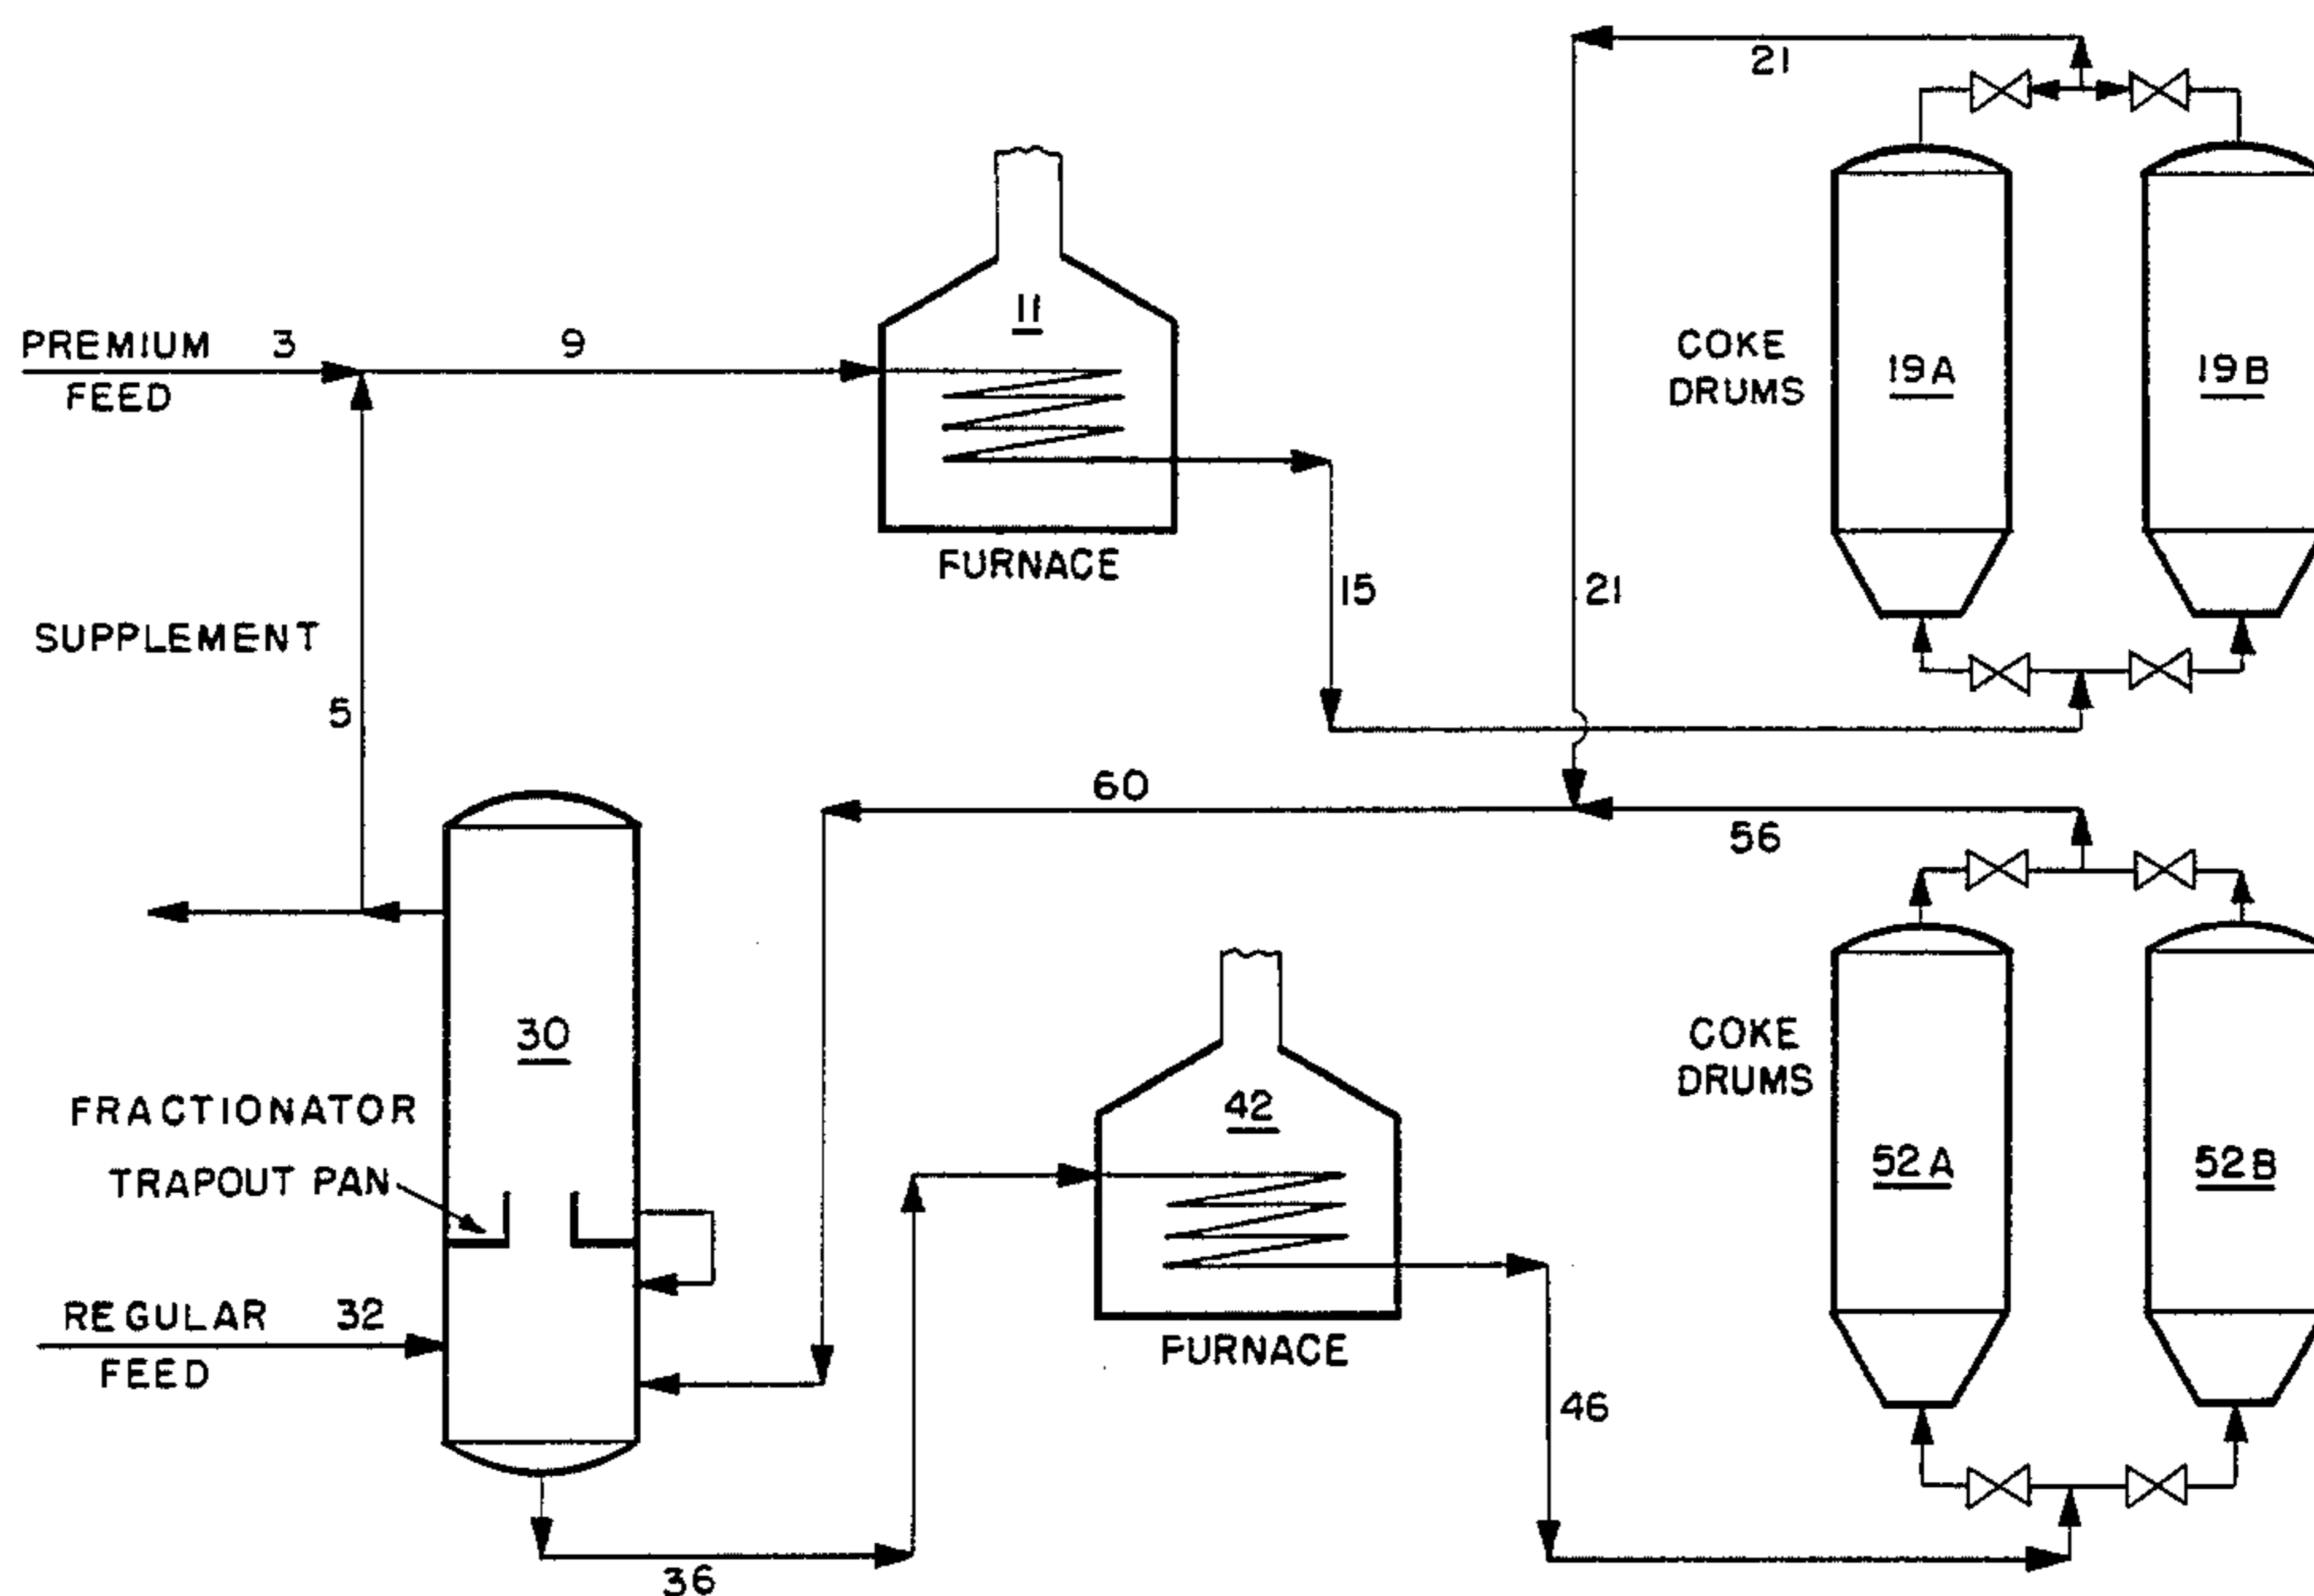 21
11
PREMIUM 3 9
FEED
COKE
DRUMS
19A
19B
FURNACE
15
21
SUPPLEMENT
5
60
56
30
COKE
DRUMS
42
FRACTIONATOR
TRAPOUT PAN
52A
52B
REGULAR 32
FEED
FURNACE
46
36